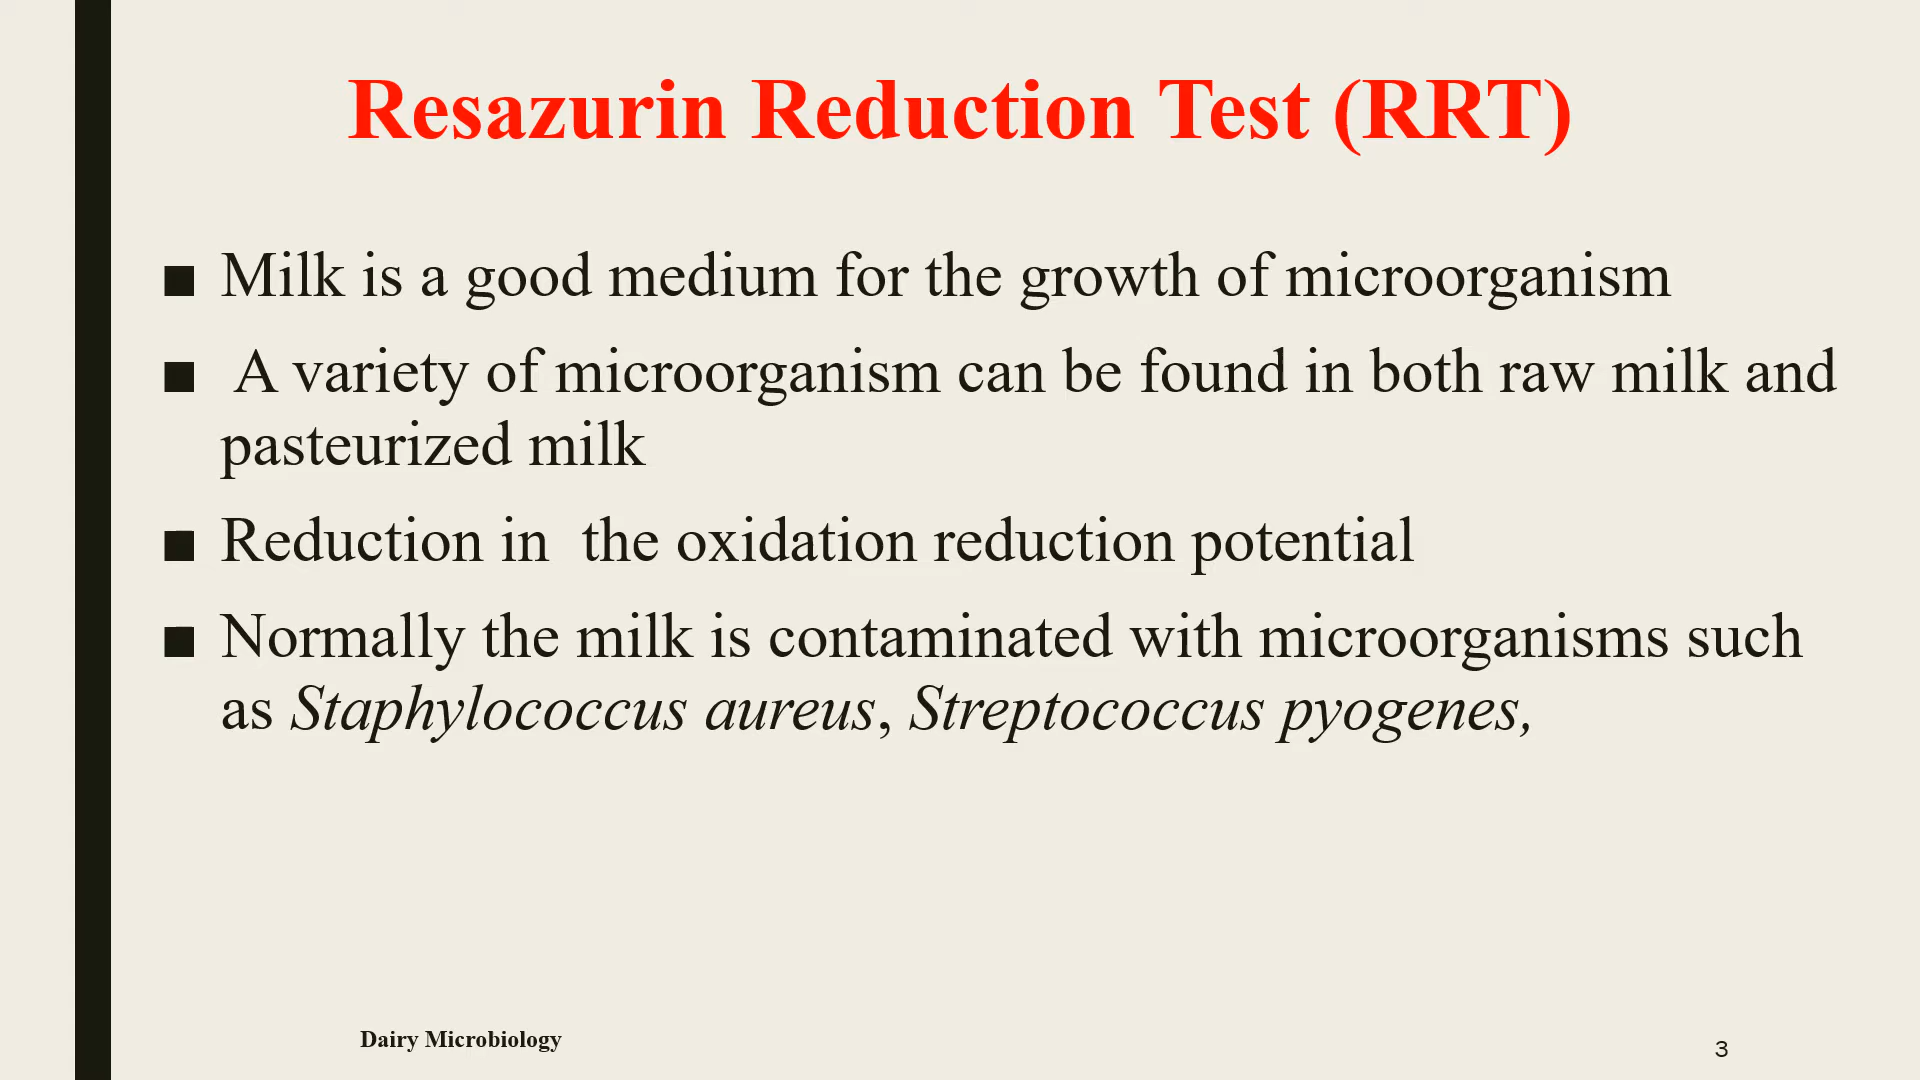 Resazurin Reduction Test (RRT)
■ Milk is a good medium for the growth of microorganism
■ A variety of microorganism can be found in both raw milk and
pasteurized milk
■ Reduction in  the oxidation reduction potential
■ Normally the milk is contaminated with microorganisms such
as Staphylococcus aureus, Streptococcus pyogenes,
Dairy Microbiology
3